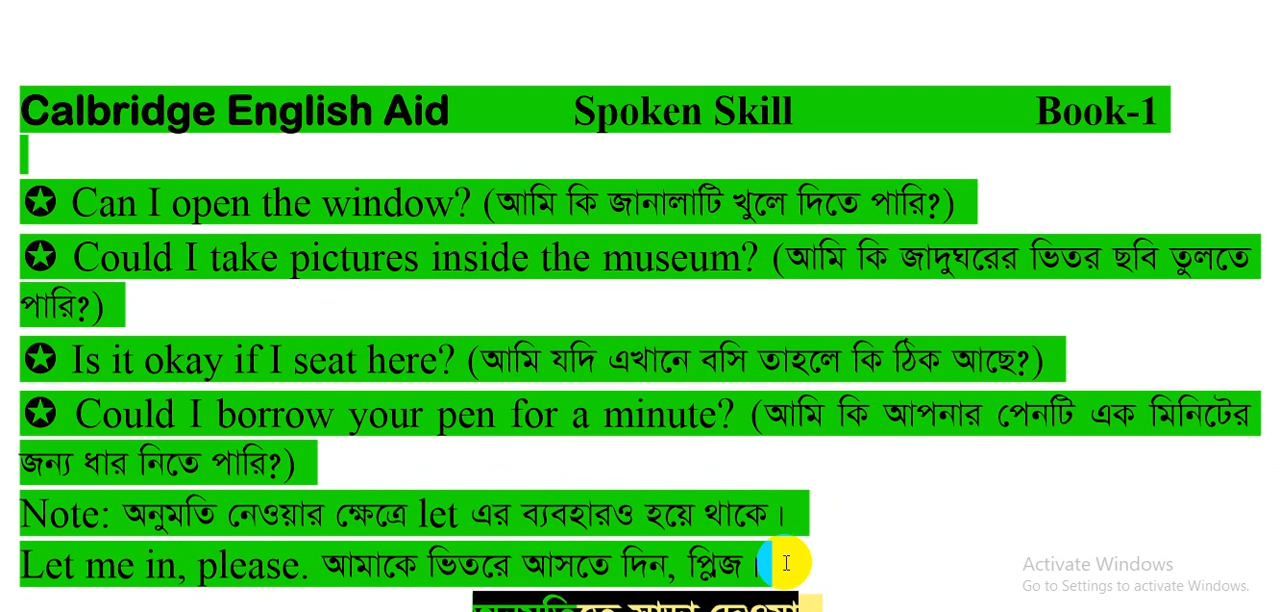 Calbridge English Aid Spoken Skill Book-1
✪ Can I open the window? (আমি কি জানালাটি খুলে দিতে পারি?)
✪ Could I take pictures inside the museum? (আমি কি জাদুঘরের ভিতর ছবি তুলতে
পারি?)
✪ Is it okay if I seat here? (আমি যদি এখানে বসি তাহলে কি ঠিক আছে?)
✪ Could I borrow your pen for a minute? (আমি কি আপনার পেনটি এক মিনিটের
জন্য ধার নিতে পারি?)
Note: অনুমতি নেওয়ার ক্ষেত্রে let এর ব্যবহারও হয়ে থাকে।
Let me in, please. আমাকে ভিতরে আসতে দিন, প্লিজ।
Activate Windows
Go to Settings to activate Windows.